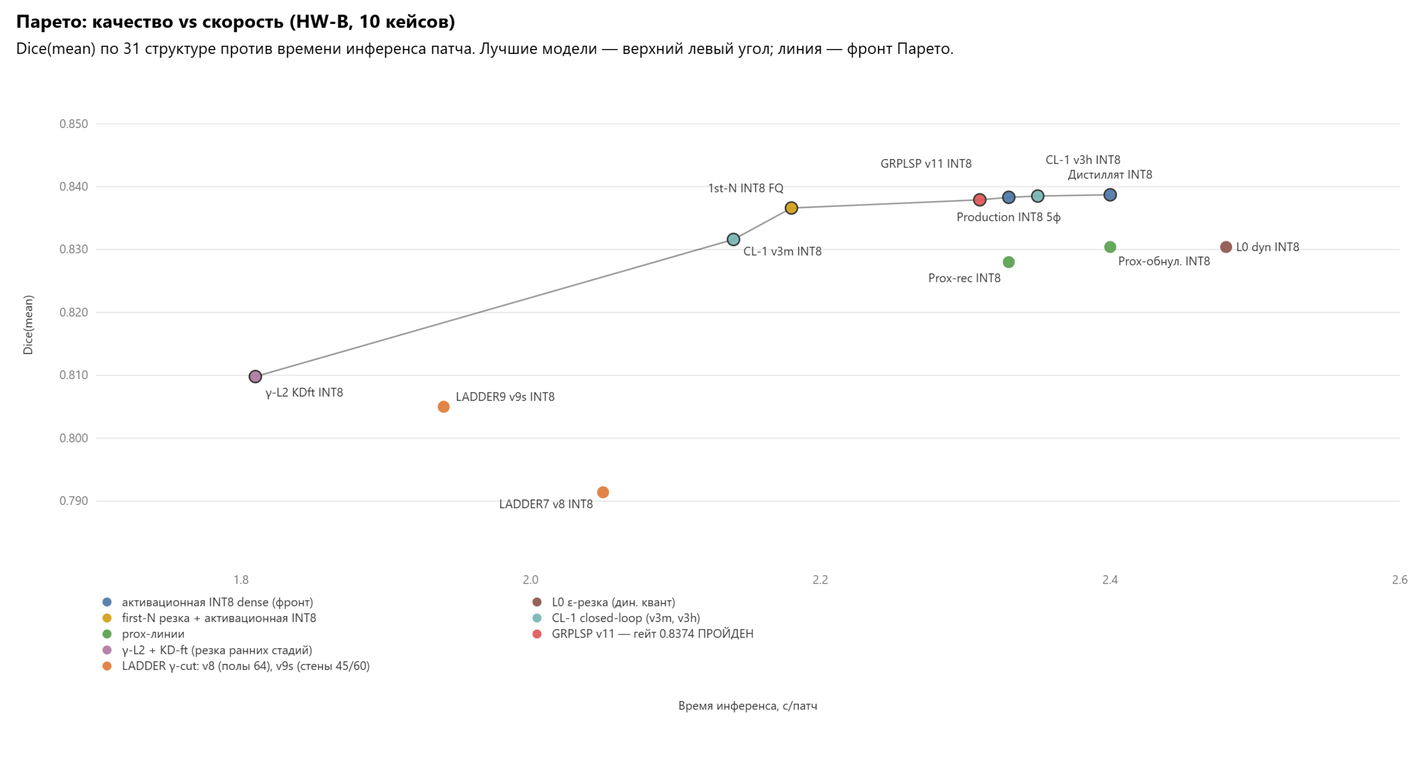 Парето: качество vs скорость (HW-B, 10 кейсов)
Dice(mean) по 31 структуре против времени инференса патча. Лучшие модели — верхний левый угол; линия — фронт Парето.
0.850
0.840
0.830
0.820
0.810
0.800
0.790
Dice(mean)
GRPLSP v11 INT8
CL-1 v3h INT8
Дистиллят INT8
1st-N INT8 FQ
Production INT8 5ф
CL-1 v3m INT8
L0 dyn INT8
Prox-обнул. INT8
Prox-rec INT8
γ-L2 KDft INT8
LADDER9 v9s INT8
LADDER7 v8 INT8
1.8
2.0
2.2
2.4
2.6
активационная INT8 dense (фронт)
first-N резка + активационная INT8
prox-линии
γ-L2 + KD-ft (резка ранних стадий)
LADDER γ-cut: v8 (полы 64), v9s (стены 45/60)
L0 ε-резка (дин. квант)
CL-1 closed-loop (v3m, v3h)
GRPLSP v11 — гейт 0.8374 ПРОЙДЕН
Время инференса, с/патч